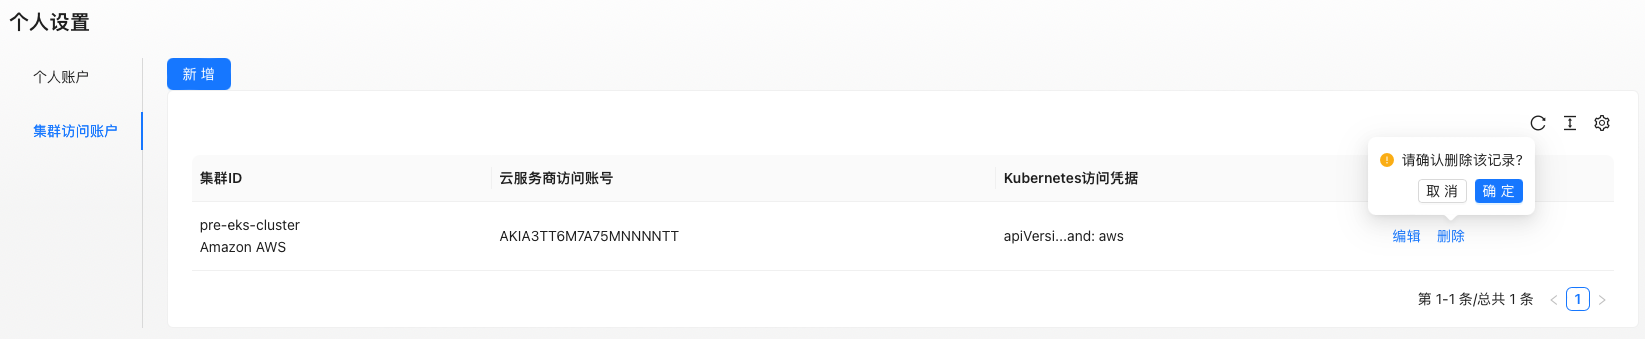 个人设置
个人账户
集群访问账户
新 增
请确认删除该记录?
取 消 确 定
集群ID 云服务商访问账号 Kubernetes访问凭据
pre-eks-cluster
Amazon AWS
AKIA3TT6M7A75MNNNNTT
apiVersi...and: aws
编辑 删除
第 1-1 条/总共 1 条 < 1 >